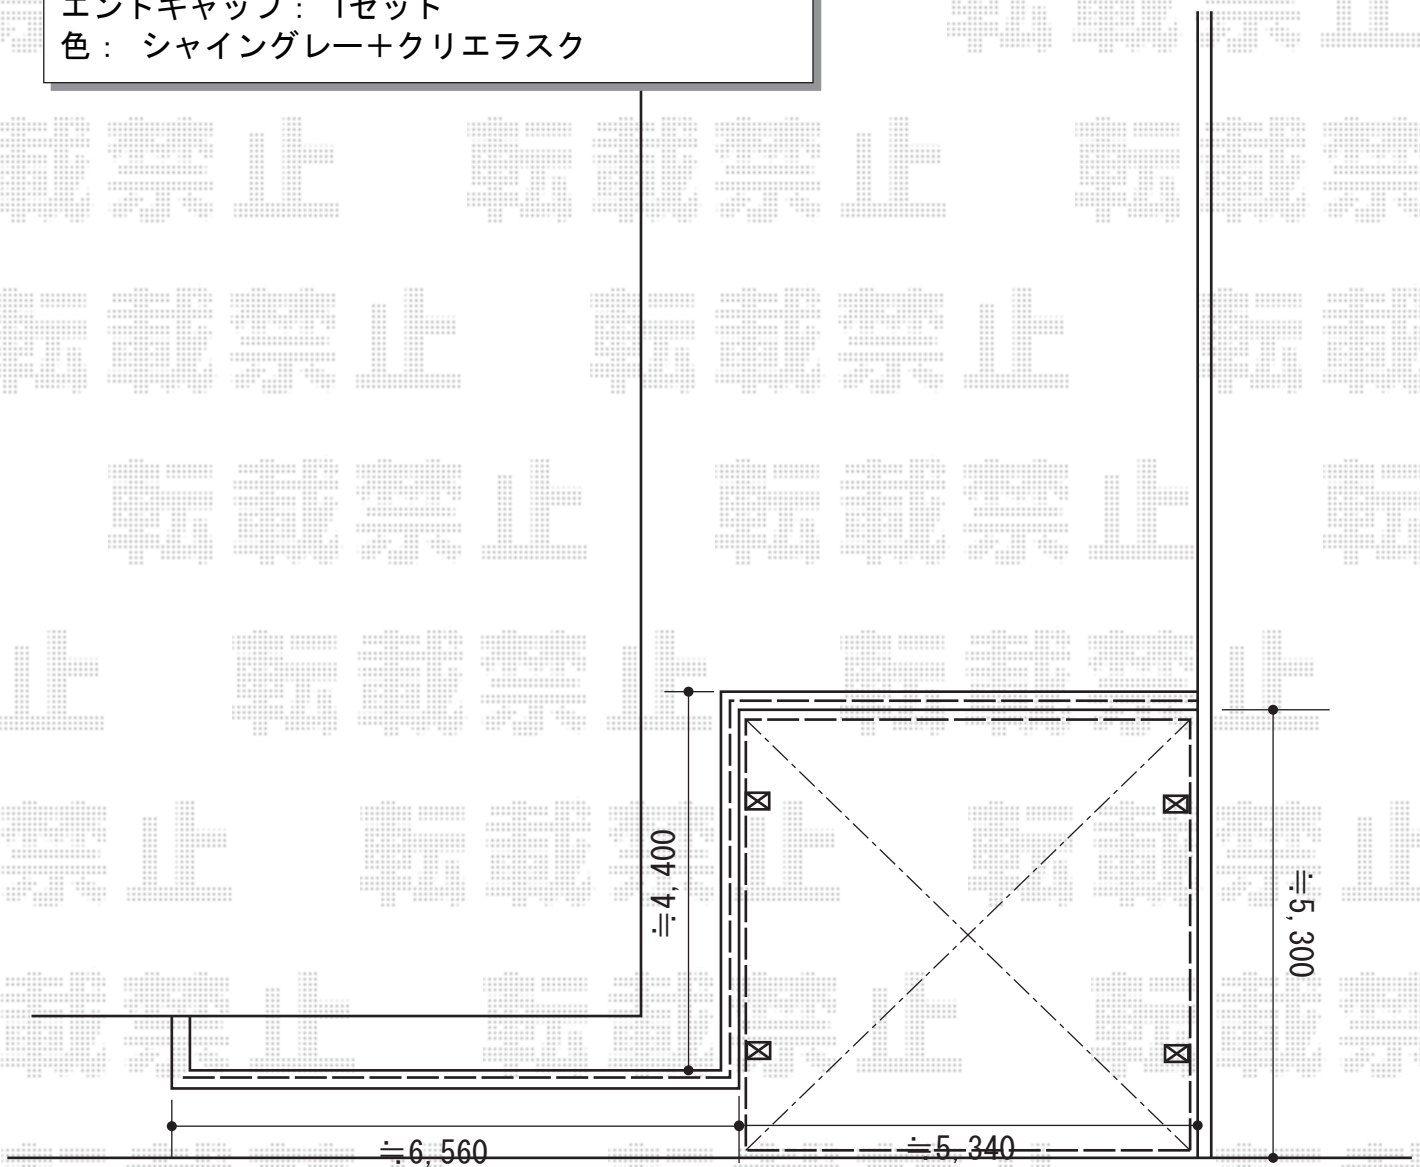 エンドキャップ： 1セット
色： シャイングレー＋クリエラスク
転載禁止
≒4,400
≒5,300
≒6,560
≒5,340